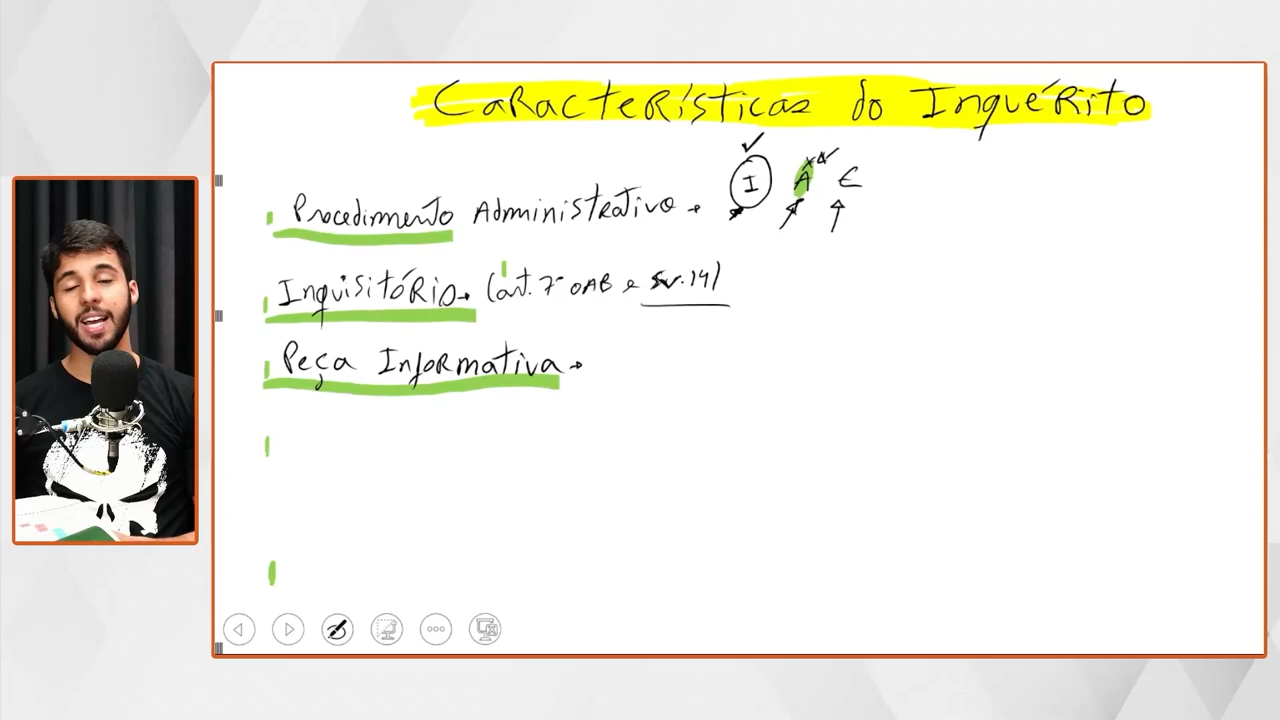 Características do Inquérito
Procedimento Administrativo → I A E
Inquisitório → (art. 7º OAB e Sv. 14)
Peça Informativa →